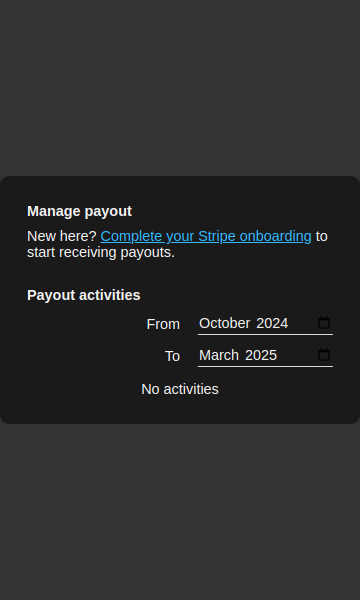 Manage payout
New here? Complete your Stripe onboarding to
start receiving payouts.
Payout activities
From October 2024
To March 2025
No activities